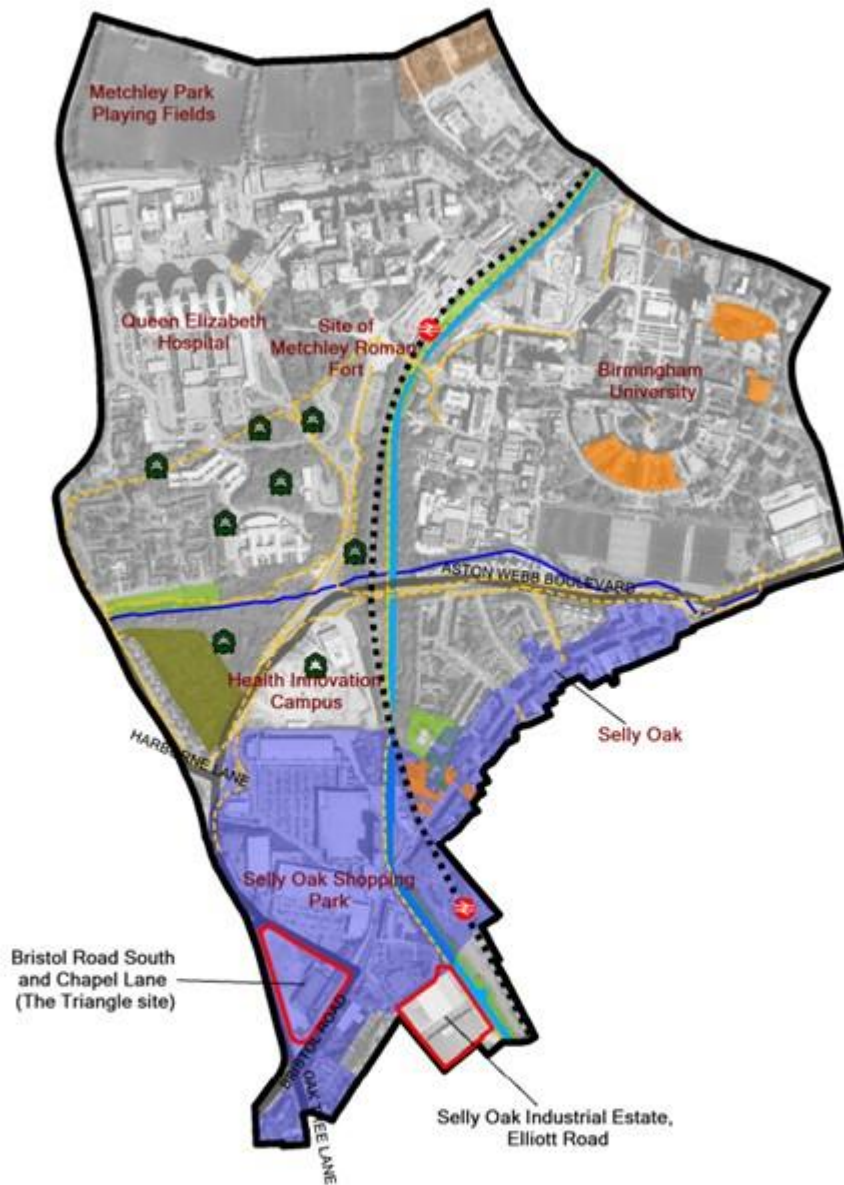 Metchley Park
Playing Fields
Queen Elizabeth
Hospital
Site of
Metchley Roman
Fort
Birmingham
University
ASTON WEBB BOULEVARD
Health Innovation
Campus
HARBORNE LANE
Selly Oak
Selly Oak Shopping
Park
Bristol Road South
and Chapel Lane
(The Triangle site)
BRISTOL ROAD
OAK TREE LANE
Selly Oak Industrial Estate,
Elliott Road